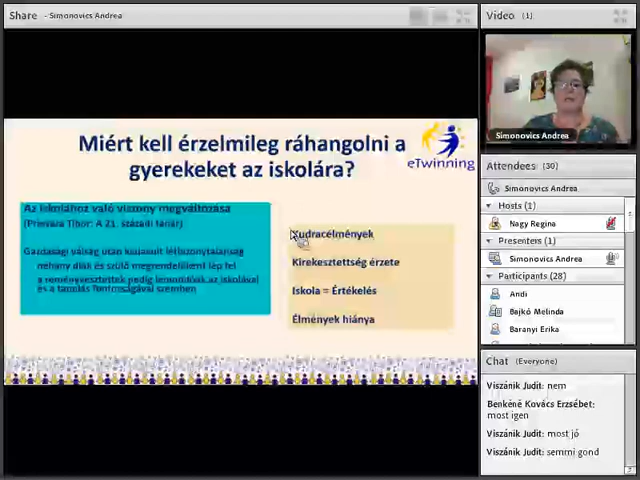 Share - Simonovics Andrea
Video (1)
Simonovics Andrea
Miért kell érzelmileg ráhangolni a
gyerekeket az iskolára?
eTwinning
Az iskolához való viszony megváltozása
(Prievara Tibor: A 21. századi tanár)
Gazdasági válság után kialakult létbizonytalanság
néhány diák és szülő megrendelőként lép fel
a reményvesztettek pedig lemondóak az iskolával
és a tanulás fontosságával szemben
Kudracélmények
Kirekesztettség érzete
Iskola = Értékelés
Élmények hiánya
Attendees (30)
Simonovics Andrea
Hosts (1)
Nagy Regina
Presenters (1)
Simonovics Andrea
Participants (28)
Andi
Bajkó Melinda
Baranyi Erika
Chat (Everyone)
Viszánik Judit: nem
Benkéné Kovács Erzsébet:
most igen
Viszánik Judit: most jó
Viszánik Judit: semmi gond